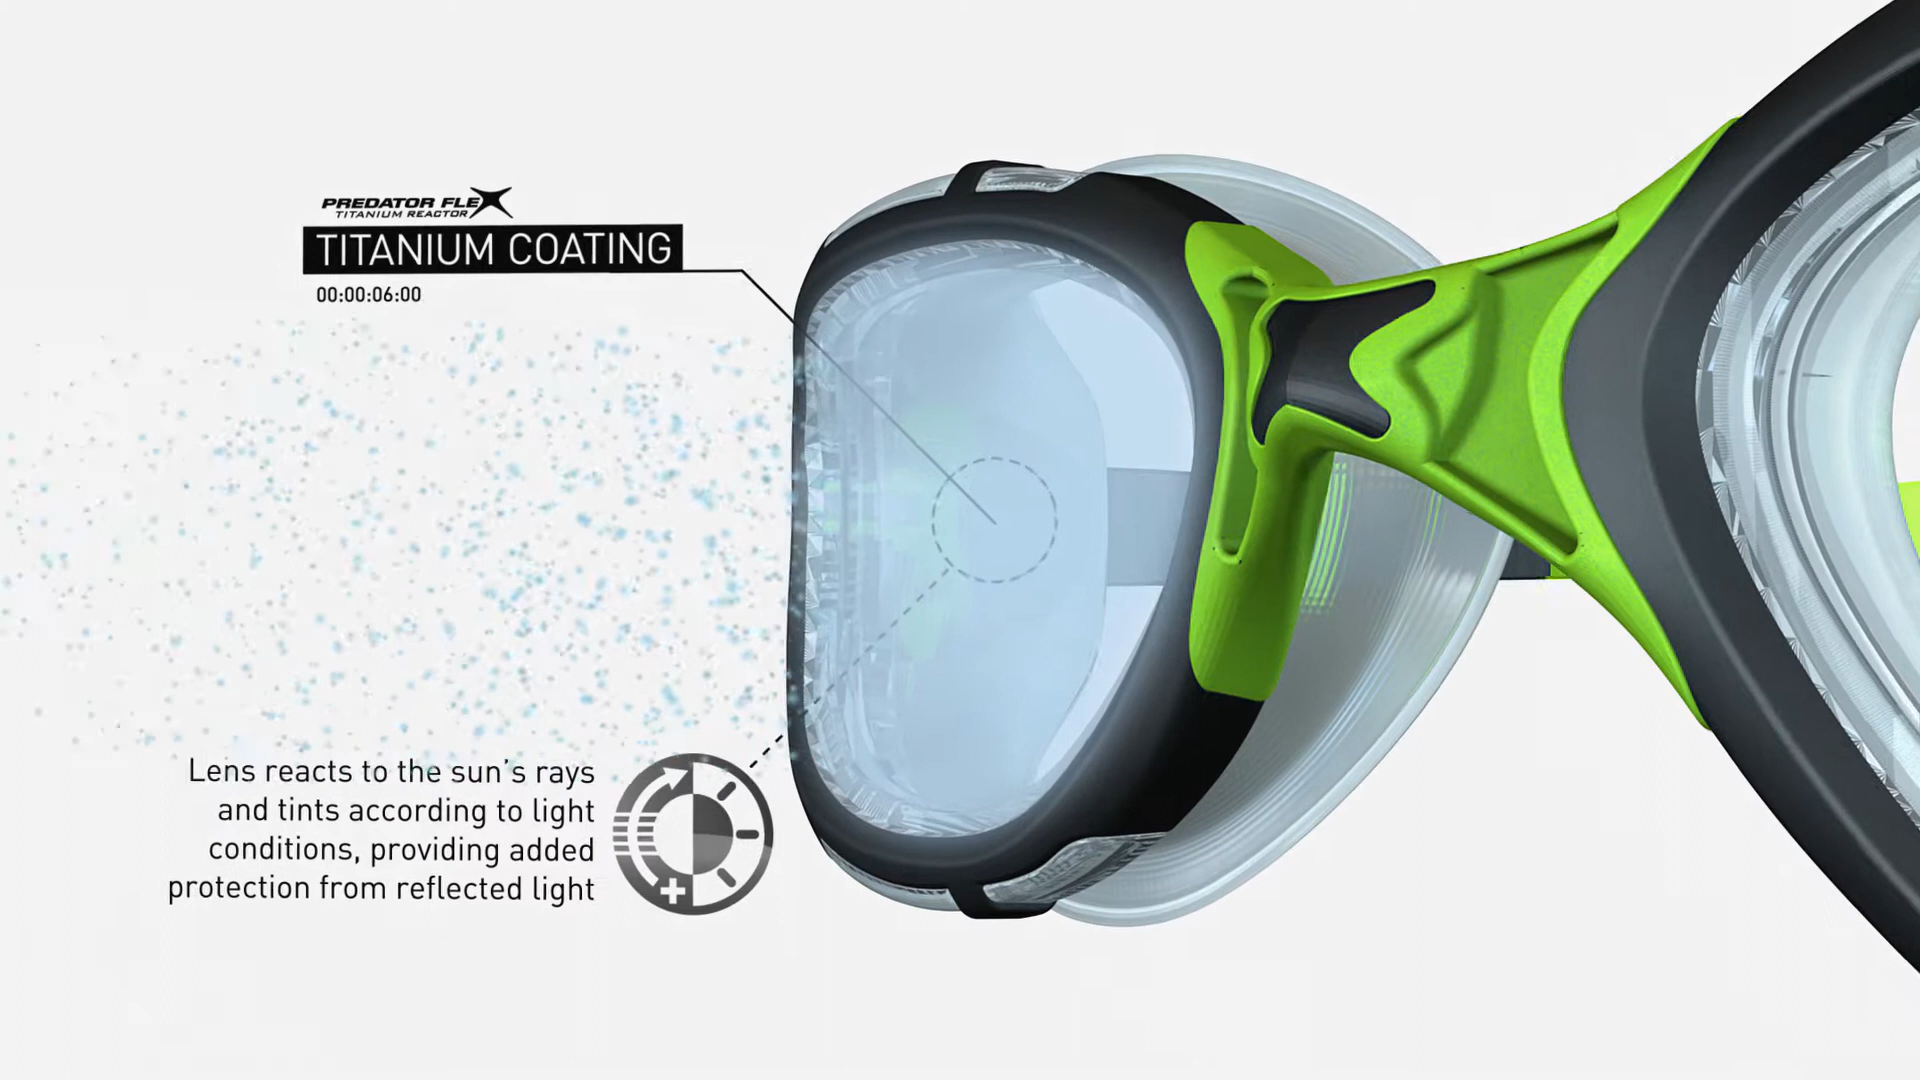 PREDATOR FLEX
TITANIUM REACTOR
TITANIUM COATING
00:00:06:00
Lens reacts to the sun's rays
and tints according to light
conditions, providing added
protection from reflected light